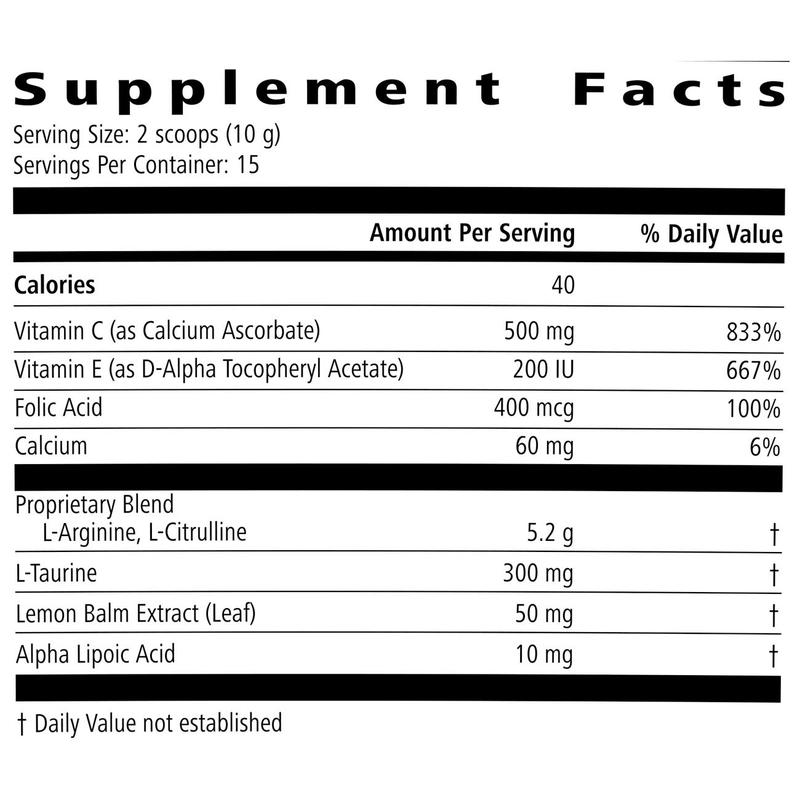 Supplement Facts
Serving Size: 2 scoops (10 g)
Servings Per Container: 15
Amount Per Serving % Daily Value
Calories 40
Vitamin C (as Calcium Ascorbate) 500 mg 833%
Vitamin E (as D-Alpha Tocopheryl Acetate) 200 IU 667%
Folic Acid 400 mcg 100%
Calcium 60 mg 6%
Proprietary Blend
L-Arginine, L-Citrulline 5.2 g †
L-Taurine 300 mg †
Lemon Balm Extract (Leaf) 50 mg †
Alpha Lipoic Acid 10 mg †
† Daily Value not established